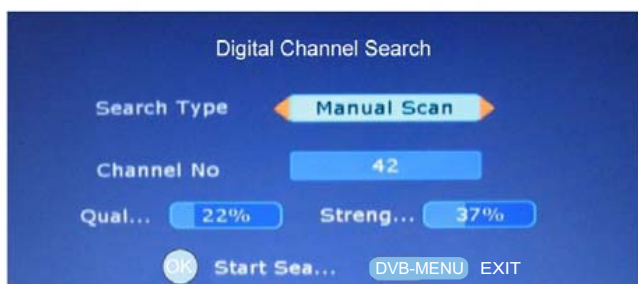 Digital Channel Search
Search Type Manual Scan
Channel No 42
Qual... 22% Streng... 37%
OK Start Sea... DVB-MENU EXIT